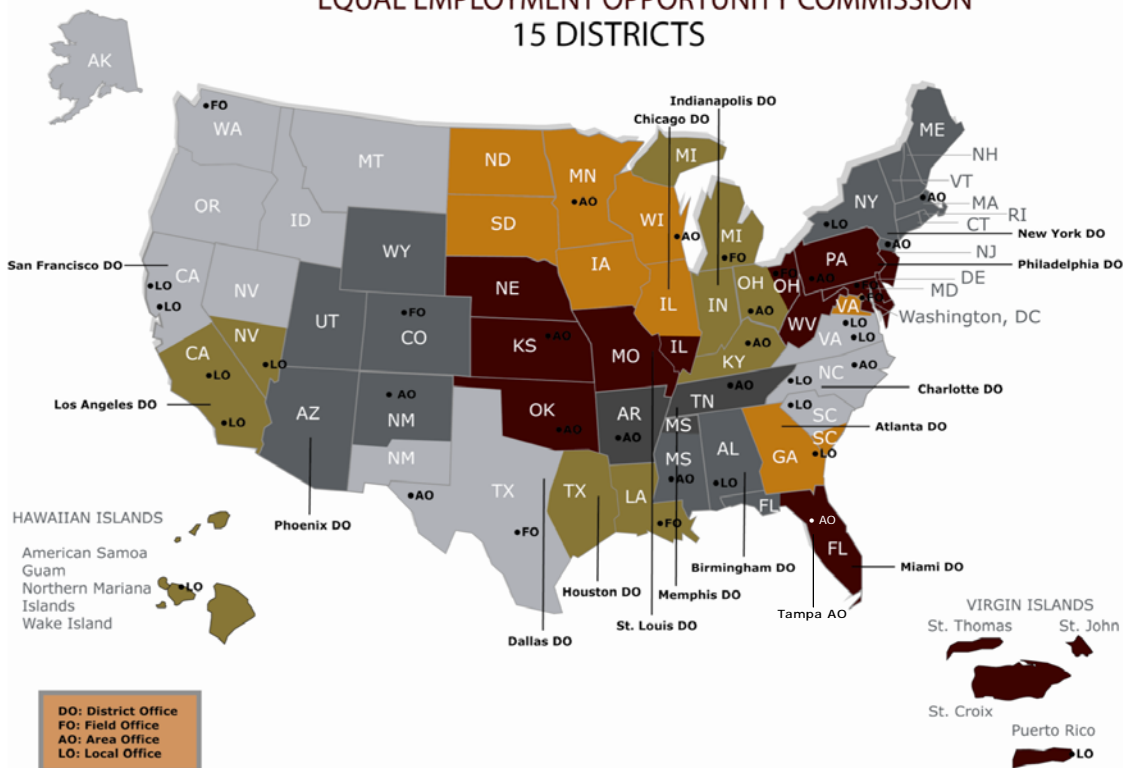 EQUAL EMPLOYMENT OPPORTUNITY COMMISSION
15 DISTRICTS
AK
Indianapolis DO
Chicago DO
FO
WA
MT
ND
MN
AO
MI
ME
NH
VT
MA
RI
CT
AO
NY
LO
New York DO
AO
NJ
OR
ID
SD
WI
AO
MI
FO
WY
IA
San Francisco DO
CA
LO
LO
NV
NE
PA
AO
Philadelphia DO
DE
MD
Washington, DC
FO
OH
OH
AO
IL
IN
UT
FO
CO
KS
AO
MO
IL
WV
VA
LO
VA
LO
NV
CA
LO
LO
LO
Los Angeles DO
KY
AO
NC
AO
LO
Charlotte DO
AZ
AO
NM
NM
OK
AO
AR
AO
TN
AO
MS
MS
AO
AL
LO
GA
LO
SC
SC
LO
Atlanta DO
TX
AO
FO
TX
LA
FO
FL
AO
FL
Phoenix DO
Houston DO
Memphis DO
Birmingham DO
Miami DO
Tampa AO
St. Louis DO
Dallas DO
HAWAIIAN ISLANDS
American Samoa
Guam
Northern Mariana
Islands
Wake Island
LO
VIRGIN ISLANDS
St. Thomas
St. John
St. Croix
Puerto Rico
LO
DO: District Office
FO: Field Office
AO: Area Office
LO: Local Office